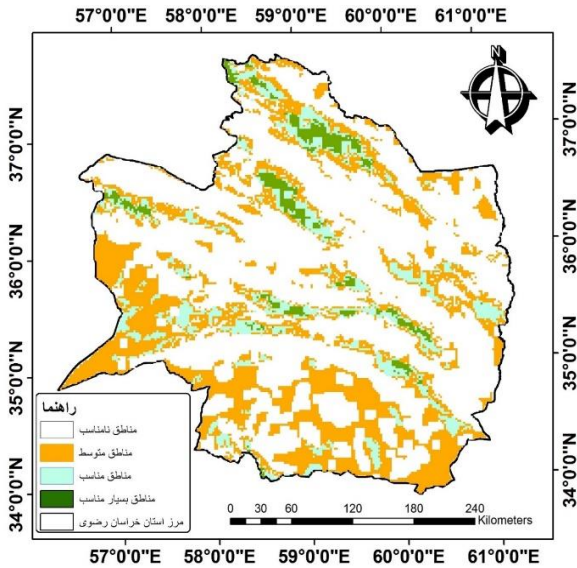 57°0'0"E 58°0'0"E 59°0'0"E 60°0'0"E 61°0'0"E
N
37°0'0"N
36°0'0"N
35°0'0"N
34°0'0"N
37°0'0"N
36°0'0"N
35°0'0"N
34°0'0"N
راهنما
مناطق نامناسب
مناطق متوسط
مناطق مناسب
مناطق بسیار مناسب
مرز استان خراسان رضوی
0 30 60 120 180 240
Kilometers
57°0'0"E 58°0'0"E 59°0'0"E 60°0'0"E 61°0'0"E